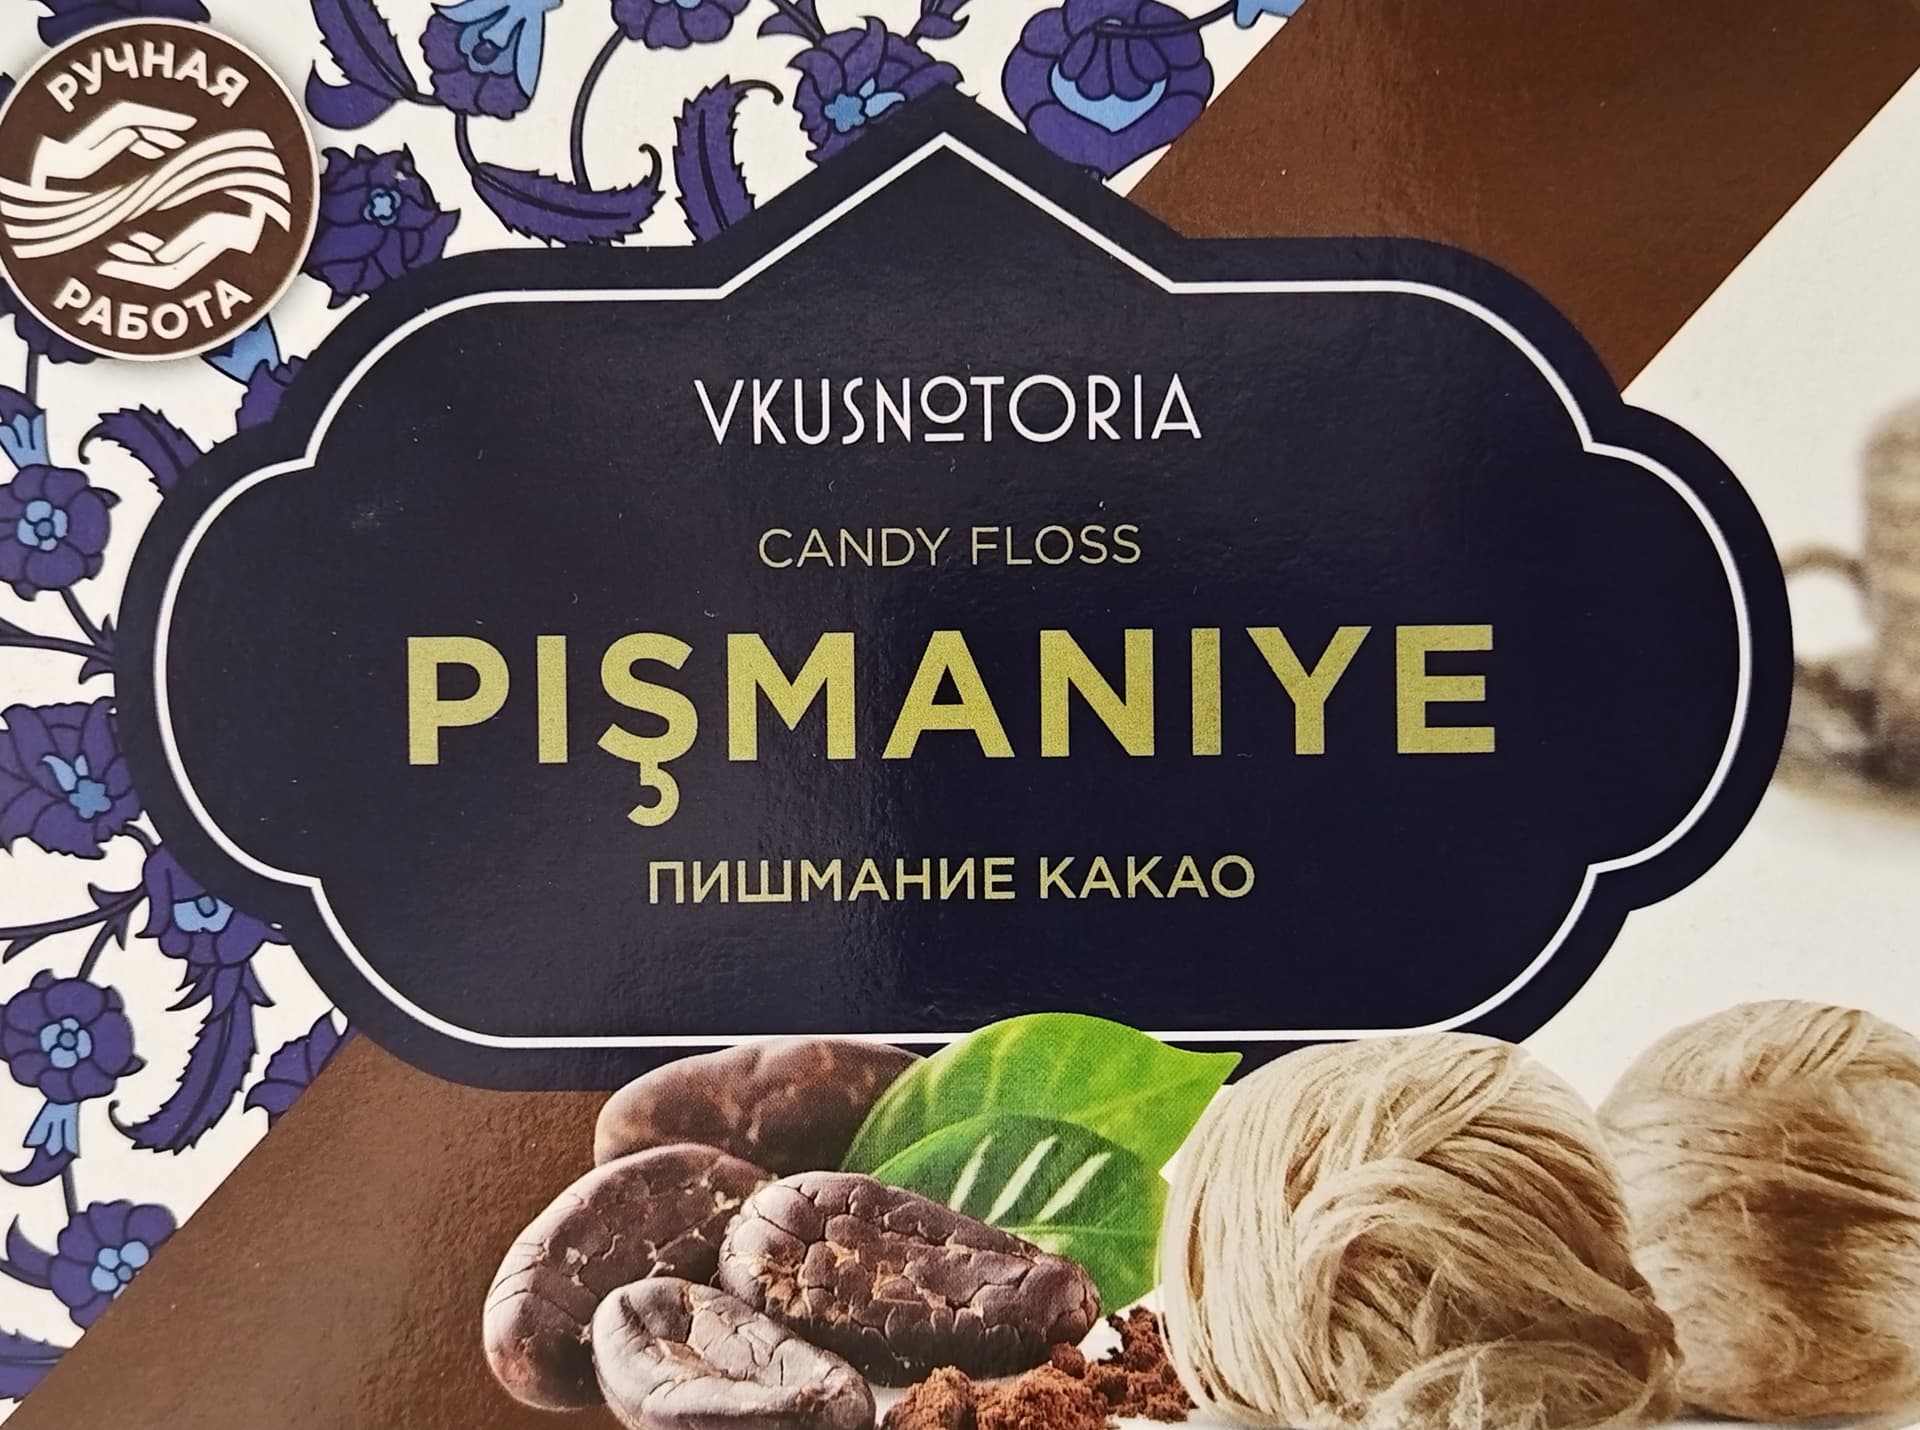 РУЧНАЯ
РАБОТА
VKUSNOTORIA
CANDY FLOSS
PIŞMANIYE
ПИШМАНИЕ КАКАО